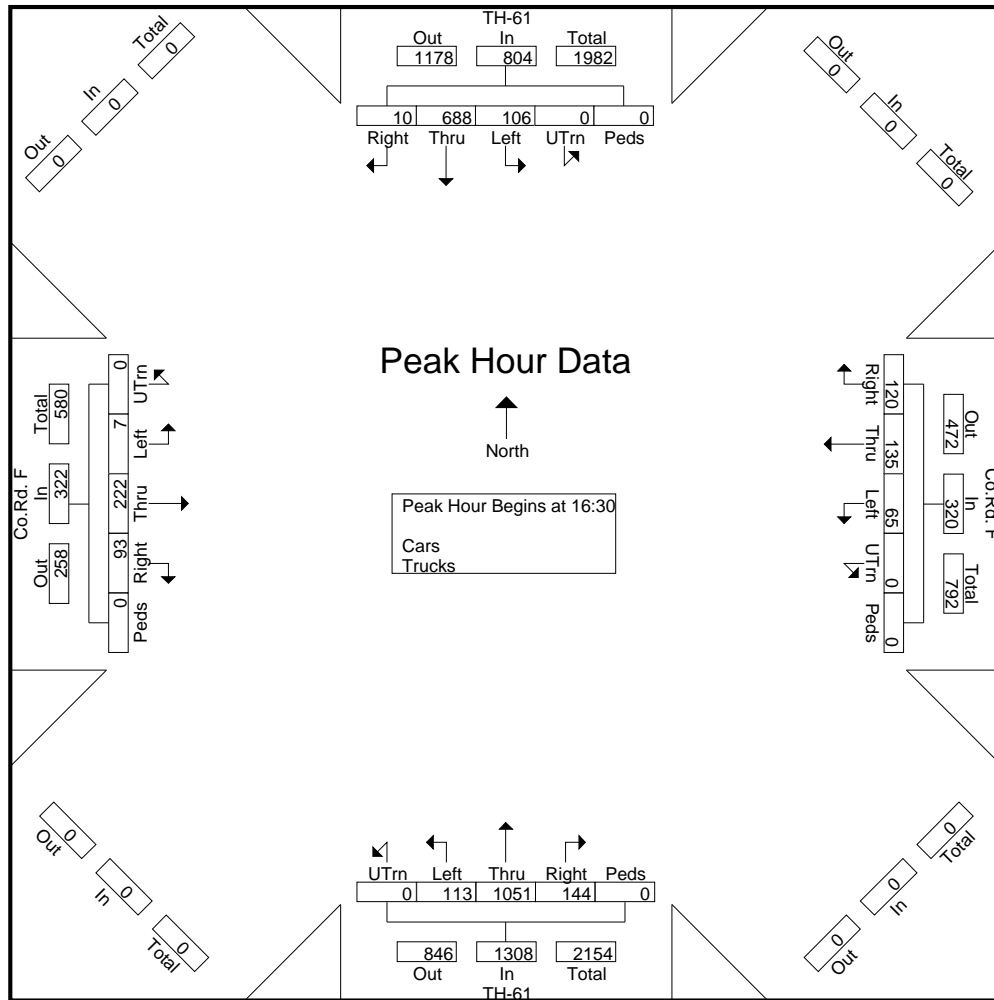 TH-61
Out In Total
1178 804 1982
10 688 106 0 0
Right Thru Left UTrn Peds
Total
0
In
0
Out
0
Out
0
In
0
Total
0
Co.Rd. F
Total
580
In
322
Out
258
0
UTrn
7
Left
222
Thru
93
Right
0
Peds
Peak Hour Data
North
Peak Hour Begins at 16:30
Cars
Trucks
Right
120
Thru
135
Left
65
UTrn
0
Peds
0
Out
472
In
320
Total
792
Co.Rd. F
0
Out
0
In
0
Total
UTrn Left Thru Right Peds
0 113 1051 144 0
846 1308 2154
Out In Total
TH-61
0
Total
0
In
0
Out